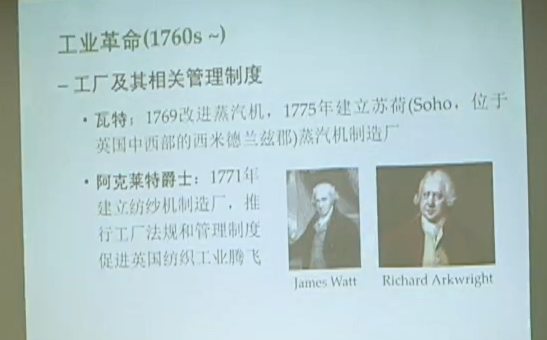 工业革命(1760s ~)
– 工厂及其相关管理制度
• 瓦特：1769改进蒸汽机，1775年建立苏荷(Soho，位于
英国中西部的西米德兰兹郡)蒸汽机制造厂
• 阿克莱特爵士：1771年
建立纺纱机制造厂，推
行工厂法规和管理制度
促进英国纺织工业腾飞
James Watt
Richard Arkwright